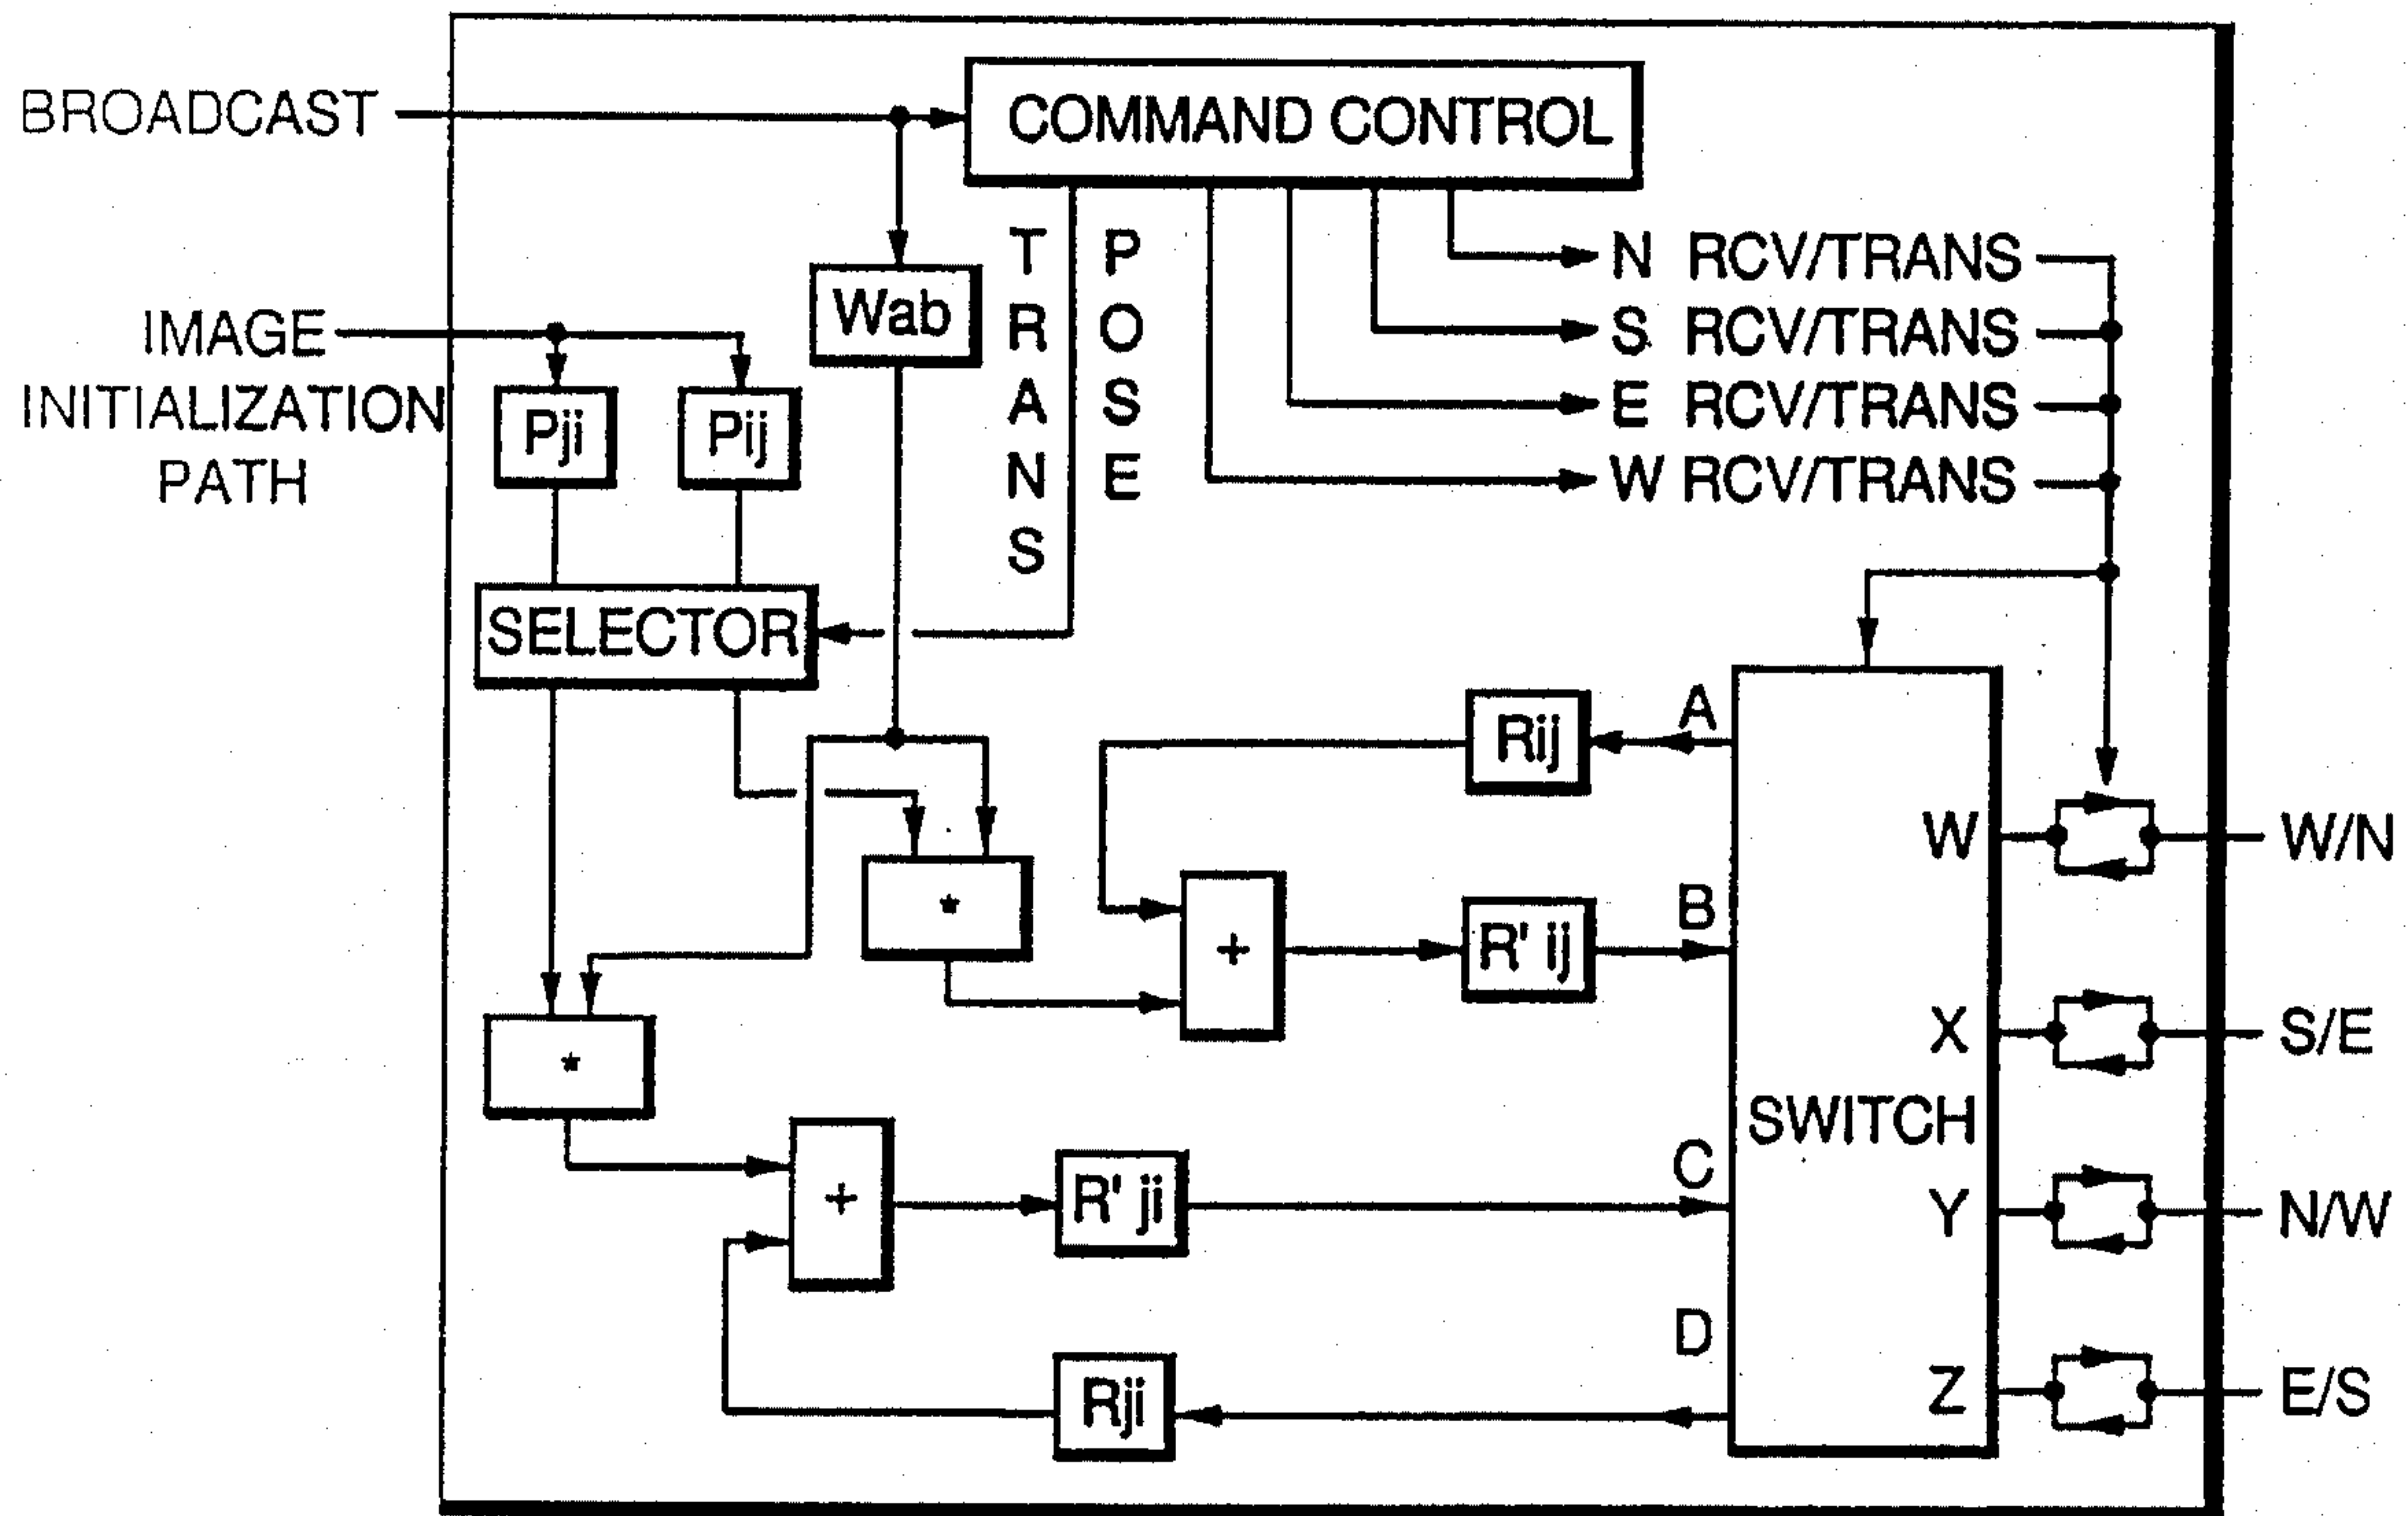 BROADCAST
COMMAND CONTROL
TRANS
POSE
N RCV/TRANS
S RCV/TRANS
E RCV/TRANS
W RCV/TRANS
Wab
IMAGE
INITIALIZATION
PATH
Pji
Pij
SELECTOR
Rij
A
W
W/N
*
+
R' ij
B
X
S/E
*
SWITCH
+
R' ji
C
Y
N/W
D
Rji
Z
E/S